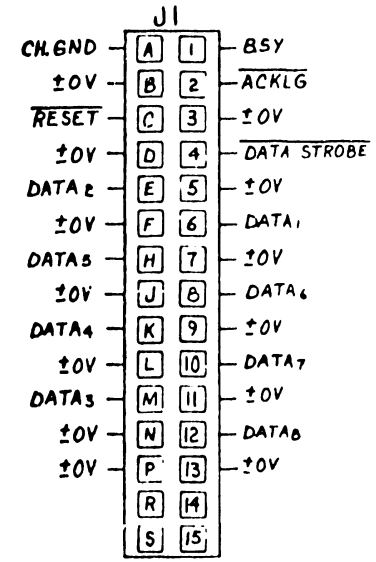 J1
CH. GND A 1 BSY
±0V B 2 ACKLG
RESET C 3 ±0V
±0V D 4 DATA STROBE
DATA2 E 5 ±0V
±0V F 6 DATA1
DATA5 H 7 ±0V
±0V J 8 DATA6
DATA4 K 9 ±0V
±0V L 10 DATA7
DATA3 M 11 ±0V
±0V N 12 DATA8
±0V P 13 ±0V
R 14
S 15